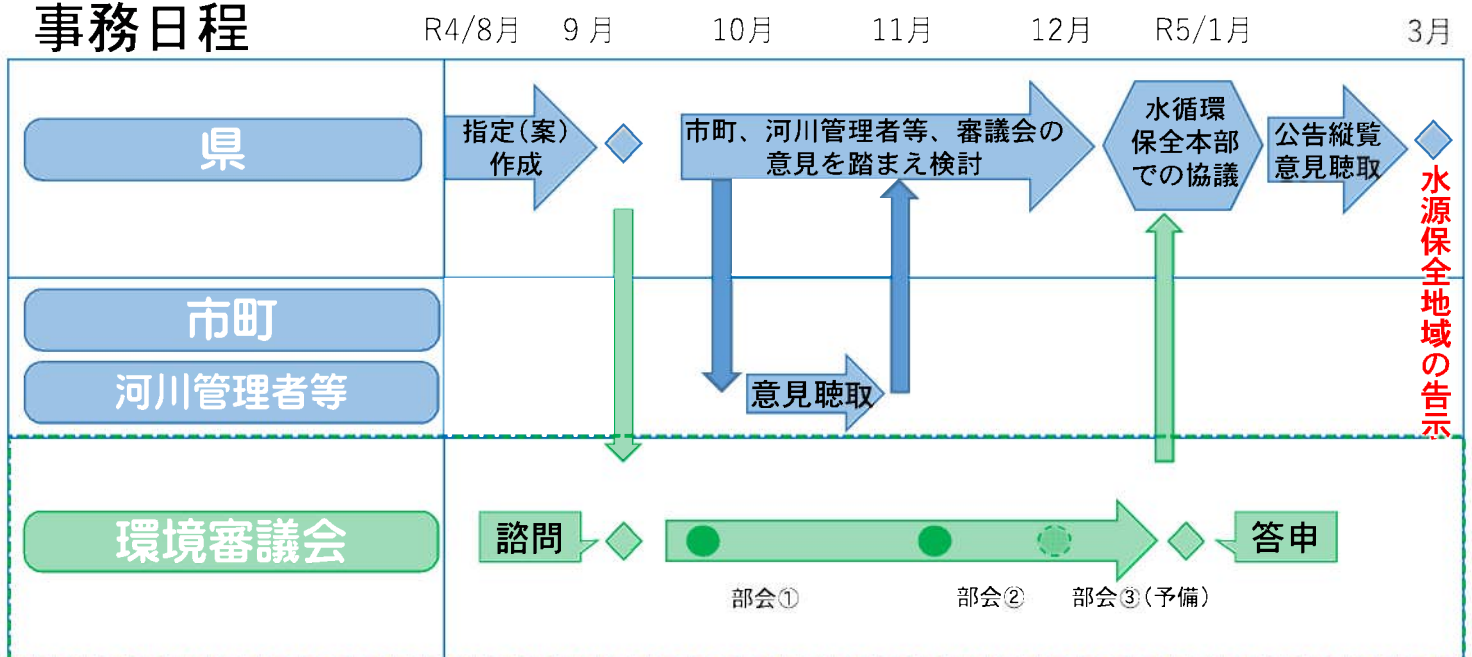 事務日程
R4/8月
9月
10月
11月
12月
R5/1月
3月
県
指定(案)
作成
市町、河川管理者等、審議会の
意見を踏まえ検討
水循環
保全本部
での協議
公告縦覧
意見聴取
水源保全地域の告示
市町
河川管理者等
意見聴取
環境審議会
諮問
答申
部会①
部会②
部会③(予備)